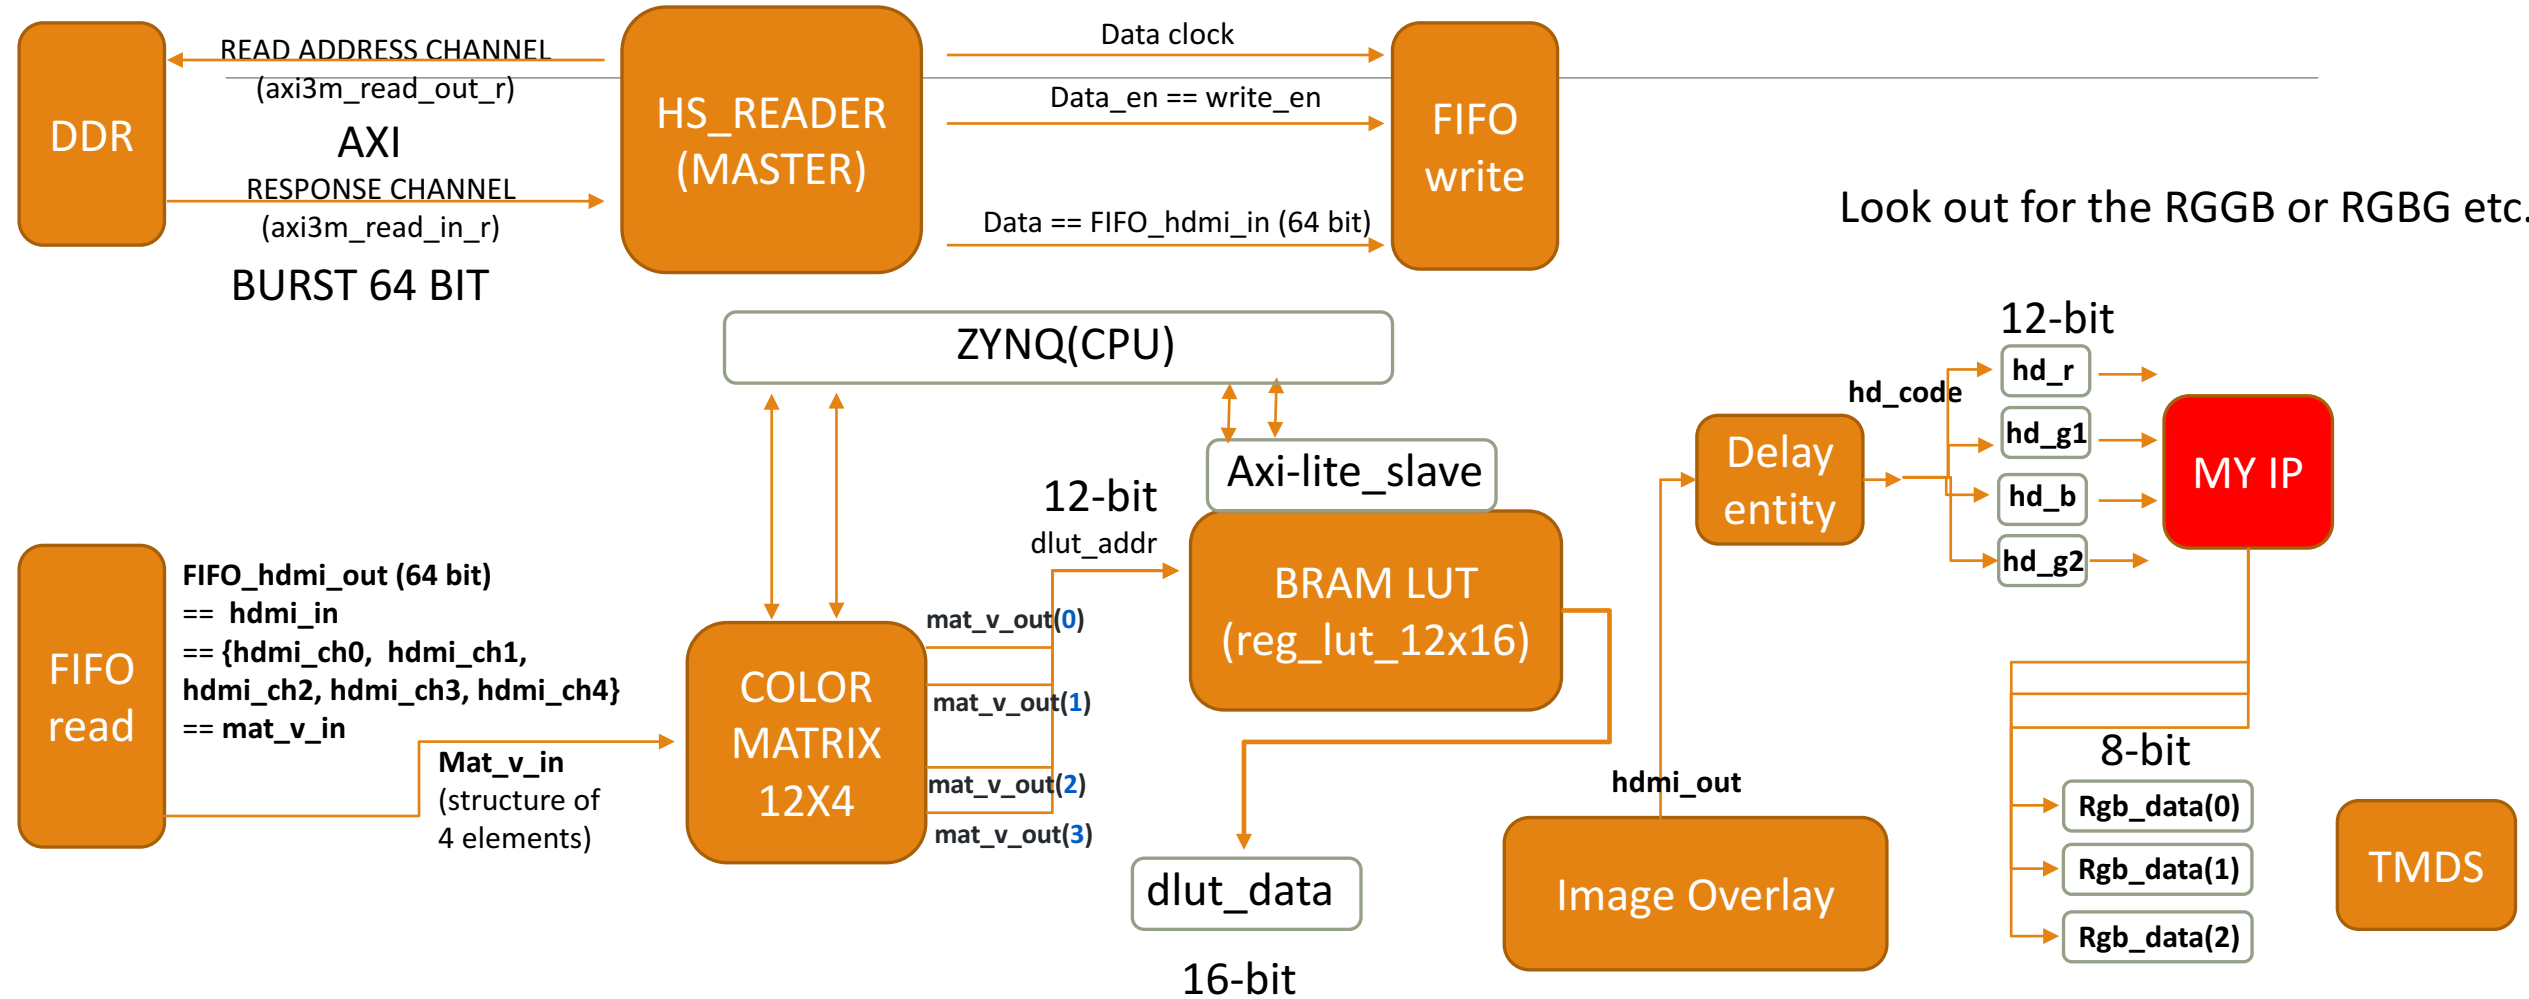 READ ADDRESS CHANNEL
(axi3m_read_out_r)
DDR
AXI
RESPONSE CHANNEL
(axi3m_read_in_r)
BURST 64 BIT
HS_READER
(MASTER)
Data clock
Data_en == write_en
Data == FIFO_hdmi_in (64 bit)
FIFO
write
Look out for the RGGB or RGBG etc.
ZYNQ(CPU)
Axi-lite_slave
12-bit
dlut_addr
BRAM LUT
(reg_lut_12x16)
FIFO
read
FIFO_hdmi_out (64 bit)
== hdmi_in
== {hdmi_ch0, hdmi_ch1,
hdmi_ch2, hdmi_ch3, hdmi_ch4}
== mat_v_in
Mat_v_in
(structure of
4 elements)
COLOR
MATRIX
12X4
mat_v_out(0)
mat_v_out(1)
mat_v_out(2)
mat_v_out(3)
dlut_data
16-bit
hdmi_out
Image Overlay
Delay
entity
hd_code
12-bit
hd_r
hd_g1
hd_b
hd_g2
MY IP
8-bit
Rgb_data(0)
Rgb_data(1)
Rgb_data(2)
TMDS